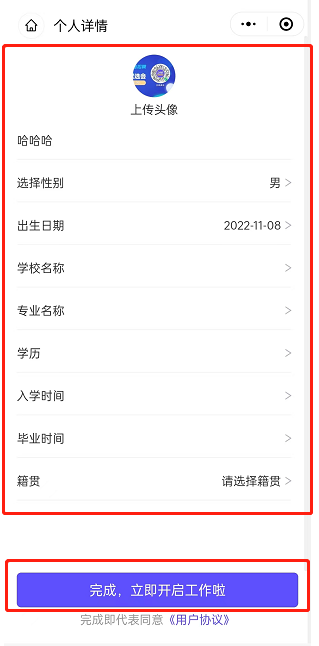 个人详情
上传头像
哈哈哈
选择性别 男
出生日期 2022-11-08
学校名称
专业名称
学历
入学时间
毕业时间
籍贯 请选择籍贯
完成，立即开启工作啦
完成即代表同意《用户协议》